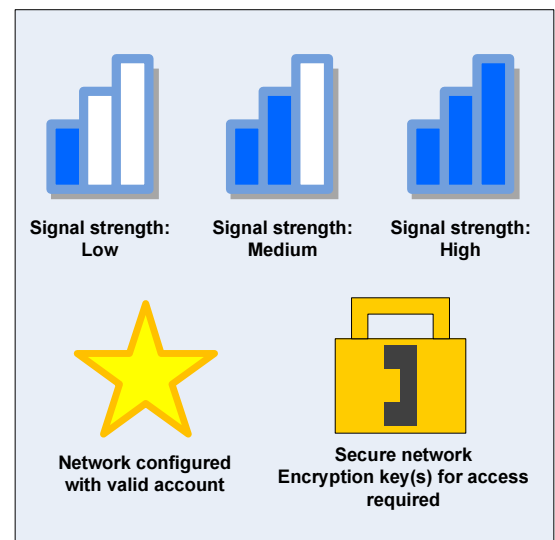 Signal strength:
Low
Signal strength:
Medium
Signal strength:
High
Network configured
with valid account
Secure network
Encryption key(s) for access
required